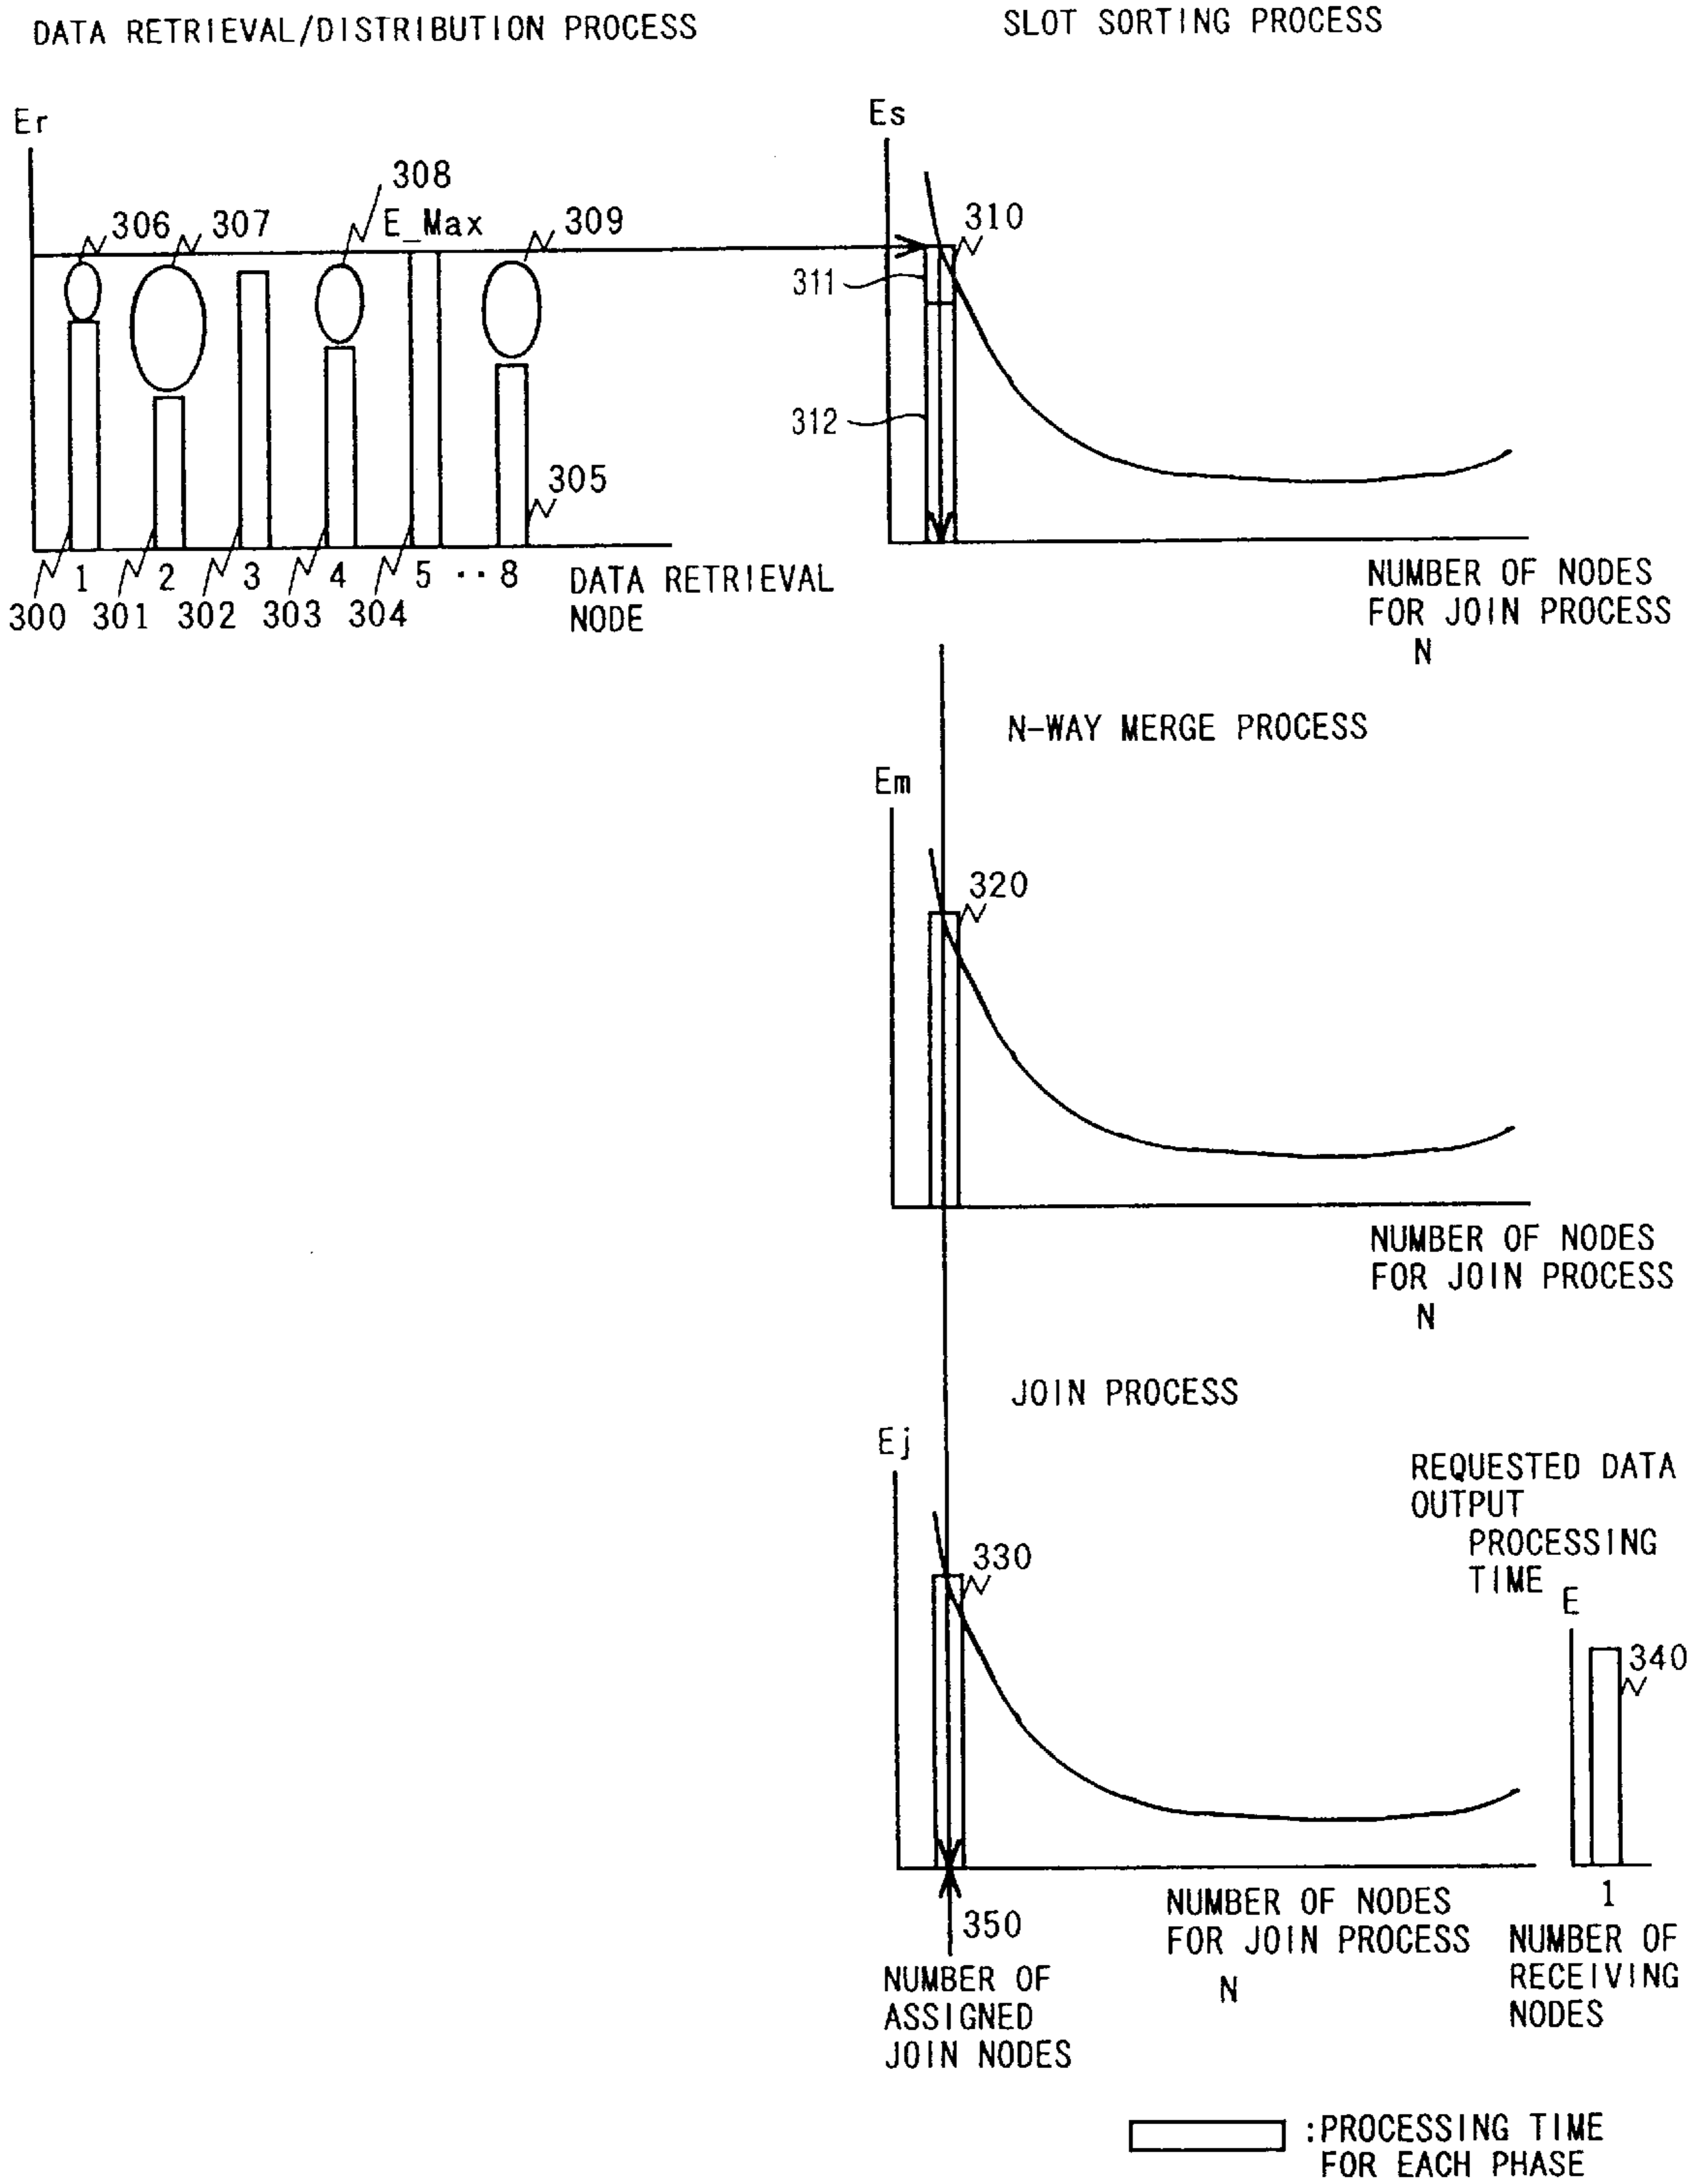 DATA RETRIEVAL/DISTRIBUTION PROCESS
SLOT SORTING PROCESS
Er
308
306
307
E_Max
309
305
1
2
3
4
5
··
8
300
301
302
303
304
DATA RETRIEVAL
NODE
Es
310
311
312
NUMBER OF NODES
FOR JOIN PROCESS
N
N-WAY MERGE PROCESS
Em
320
NUMBER OF NODES
FOR JOIN PROCESS
N
JOIN PROCESS
Ej
330
REQUESTED DATA
OUTPUT
PROCESSING
TIME
E
340
1
350
NUMBER OF
ASSIGNED
JOIN NODES
NUMBER OF NODES
FOR JOIN PROCESS
N
NUMBER OF
RECEIVING
NODES
:PROCESSING TIME
FOR EACH PHASE